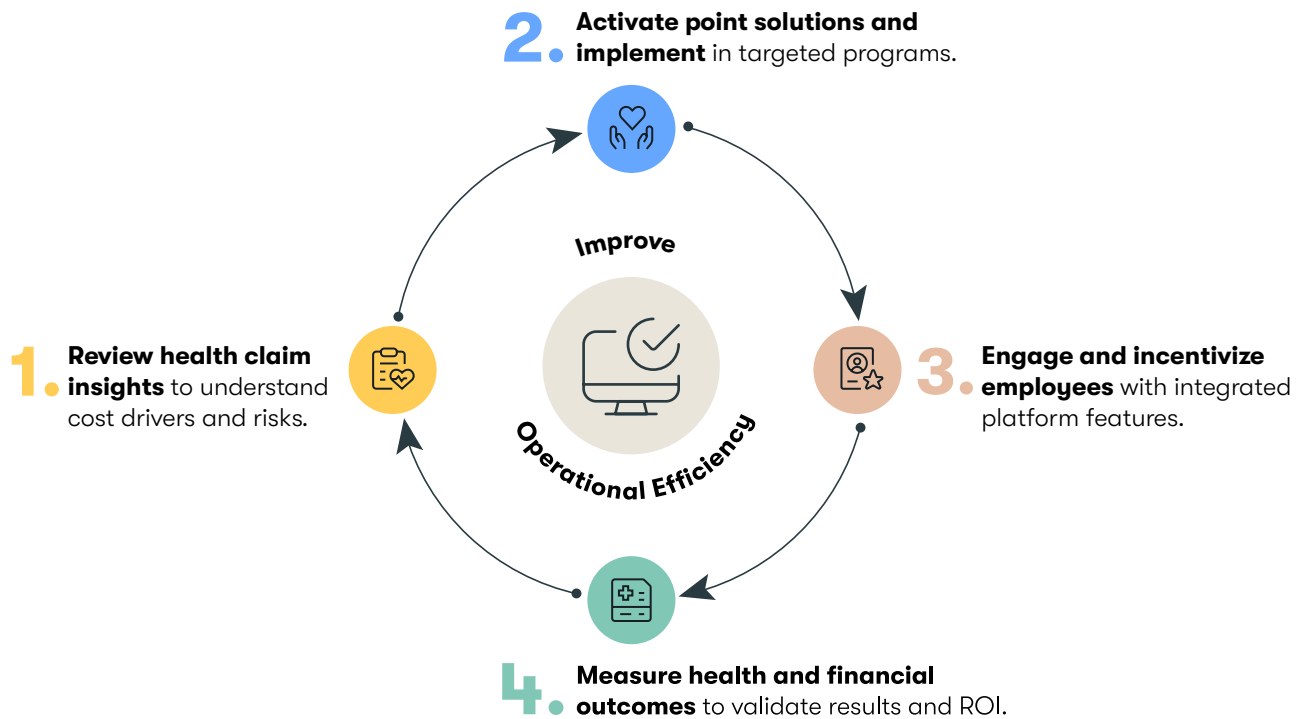 2. Activate point solutions and
implement in targeted programs.
Improve
1. Review health claim
insights to understand
cost drivers and risks.
3. Engage and incentivize
employees with integrated
platform features.
Operational Efficiency
4. Measure health and financial
outcomes to validate results and ROI.